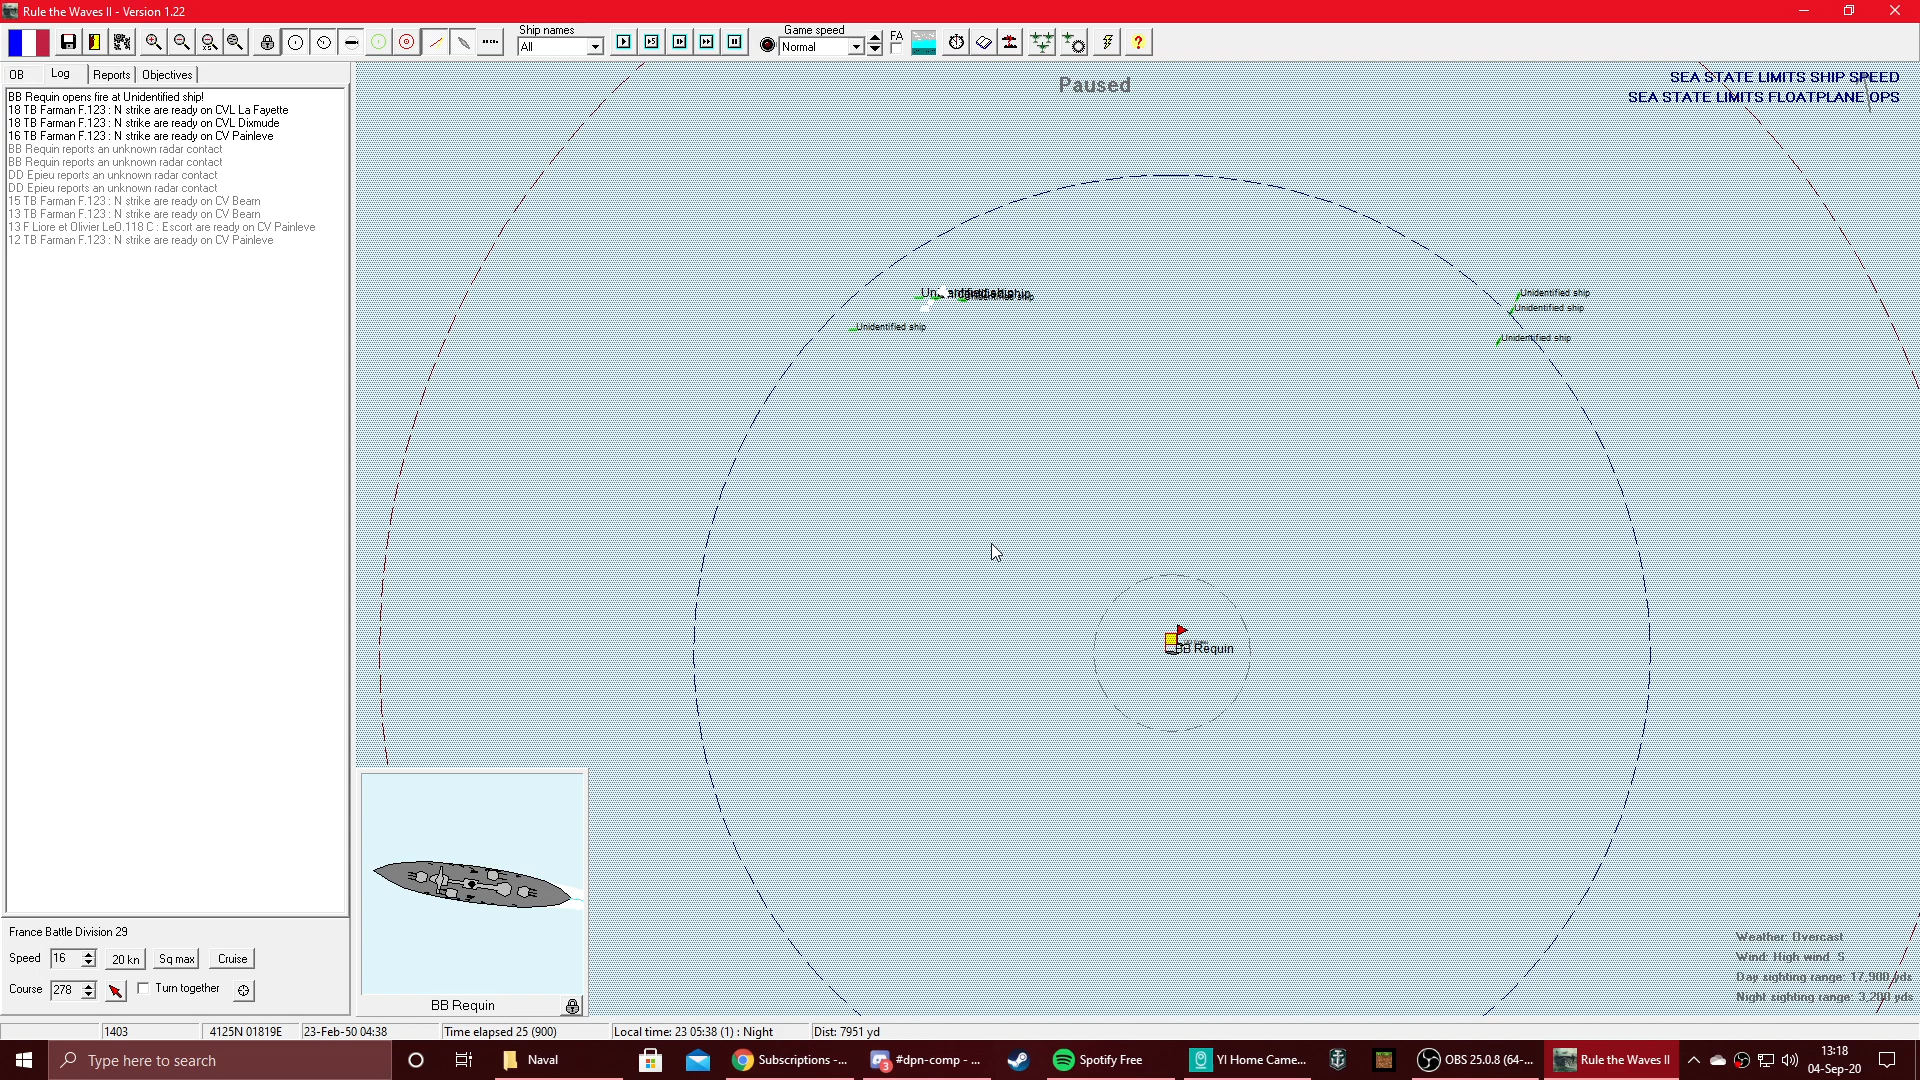 Rule the Waves II - Version 1.22
Ship names
All
Game speed
Normal
FA
OB
Log
Reports
Objectives
BB Requin opens fire at Unidentified ship!
18 TB Farman F.123 : N strike are ready on CVL La Fayette
18 TB Farman F.123 : N strike are ready on CVL Dixmude
16 TB Farman F.123 : N strike are ready on CV Painleve
BB Requin reports an unknown radar contact
BB Requin reports an unknown radar contact
DD Epieu reports an unknown radar contact
DD Epieu reports an unknown radar contact
15 TB Farman F.123 : N strike are ready on CV Bearn
13 TB Farman F.123 : N strike are ready on CV Bearn
13 F Liore et Olivier LeO.118 C : Escort are ready on CV Painleve
12 TB Farman F.123 : N strike are ready on CV Painleve
Paused
SEA STATE LIMITS SHIP SPEED
SEA STATE LIMITS FLOATPLANE OPS
Unidentified ship
Unidentified ship
Unidentified ship
Unidentified ship
BB Requin
Weather: Overcast
Wind: High wind S
Day sighting range: 17,900 yds
Night sighting range: 3,200 yds
France Battle Division 29
Speed 16 20 kn Sq max Cruise
Course 278 Turn together
BB Requin
1403
4125N 01819E
23-Feb-50 04:38
Time elapsed 25 (900)
Local time: 23 05:38 (1) : Night
Dist: 7951 yd
Type here to search
Naval
Subscriptions -...
3
#dpn-comp - ...
Spotify Free
YI Home Came...
OBS 25.0.8 (64-...
Rule the Waves II
13:18
04-Sep-20